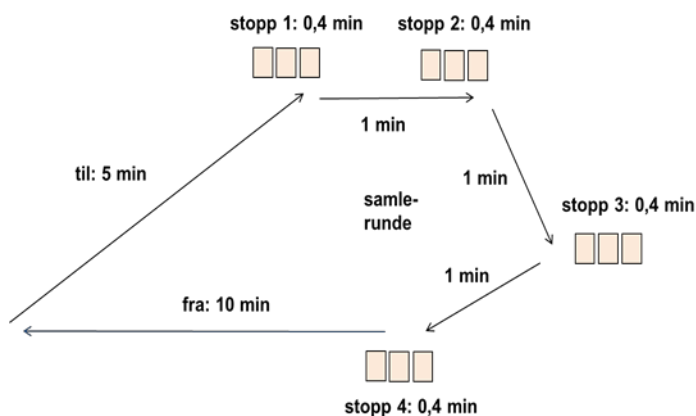 stopp 1: 0,4 min
stopp 2: 0,4 min
1 min
til: 5 min
1 min
samle-
runde
stopp 3: 0,4 min
1 min
fra: 10 min
stopp 4: 0,4 min